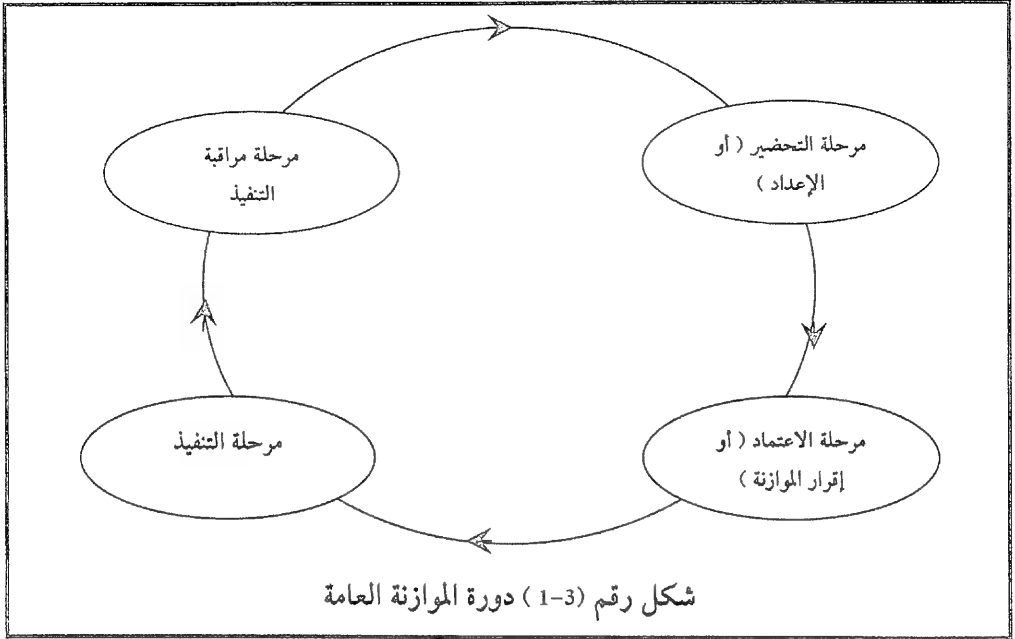 مرحلة التحضير ( أو
الإعداد )
مرحلة مراقبة
التنفيذ
مرحلة الاعتماد ( أو
إقرار الموازنة )
مرحلة التنفيذ
شكل رقم (3-1) دورة الموازنة العامة